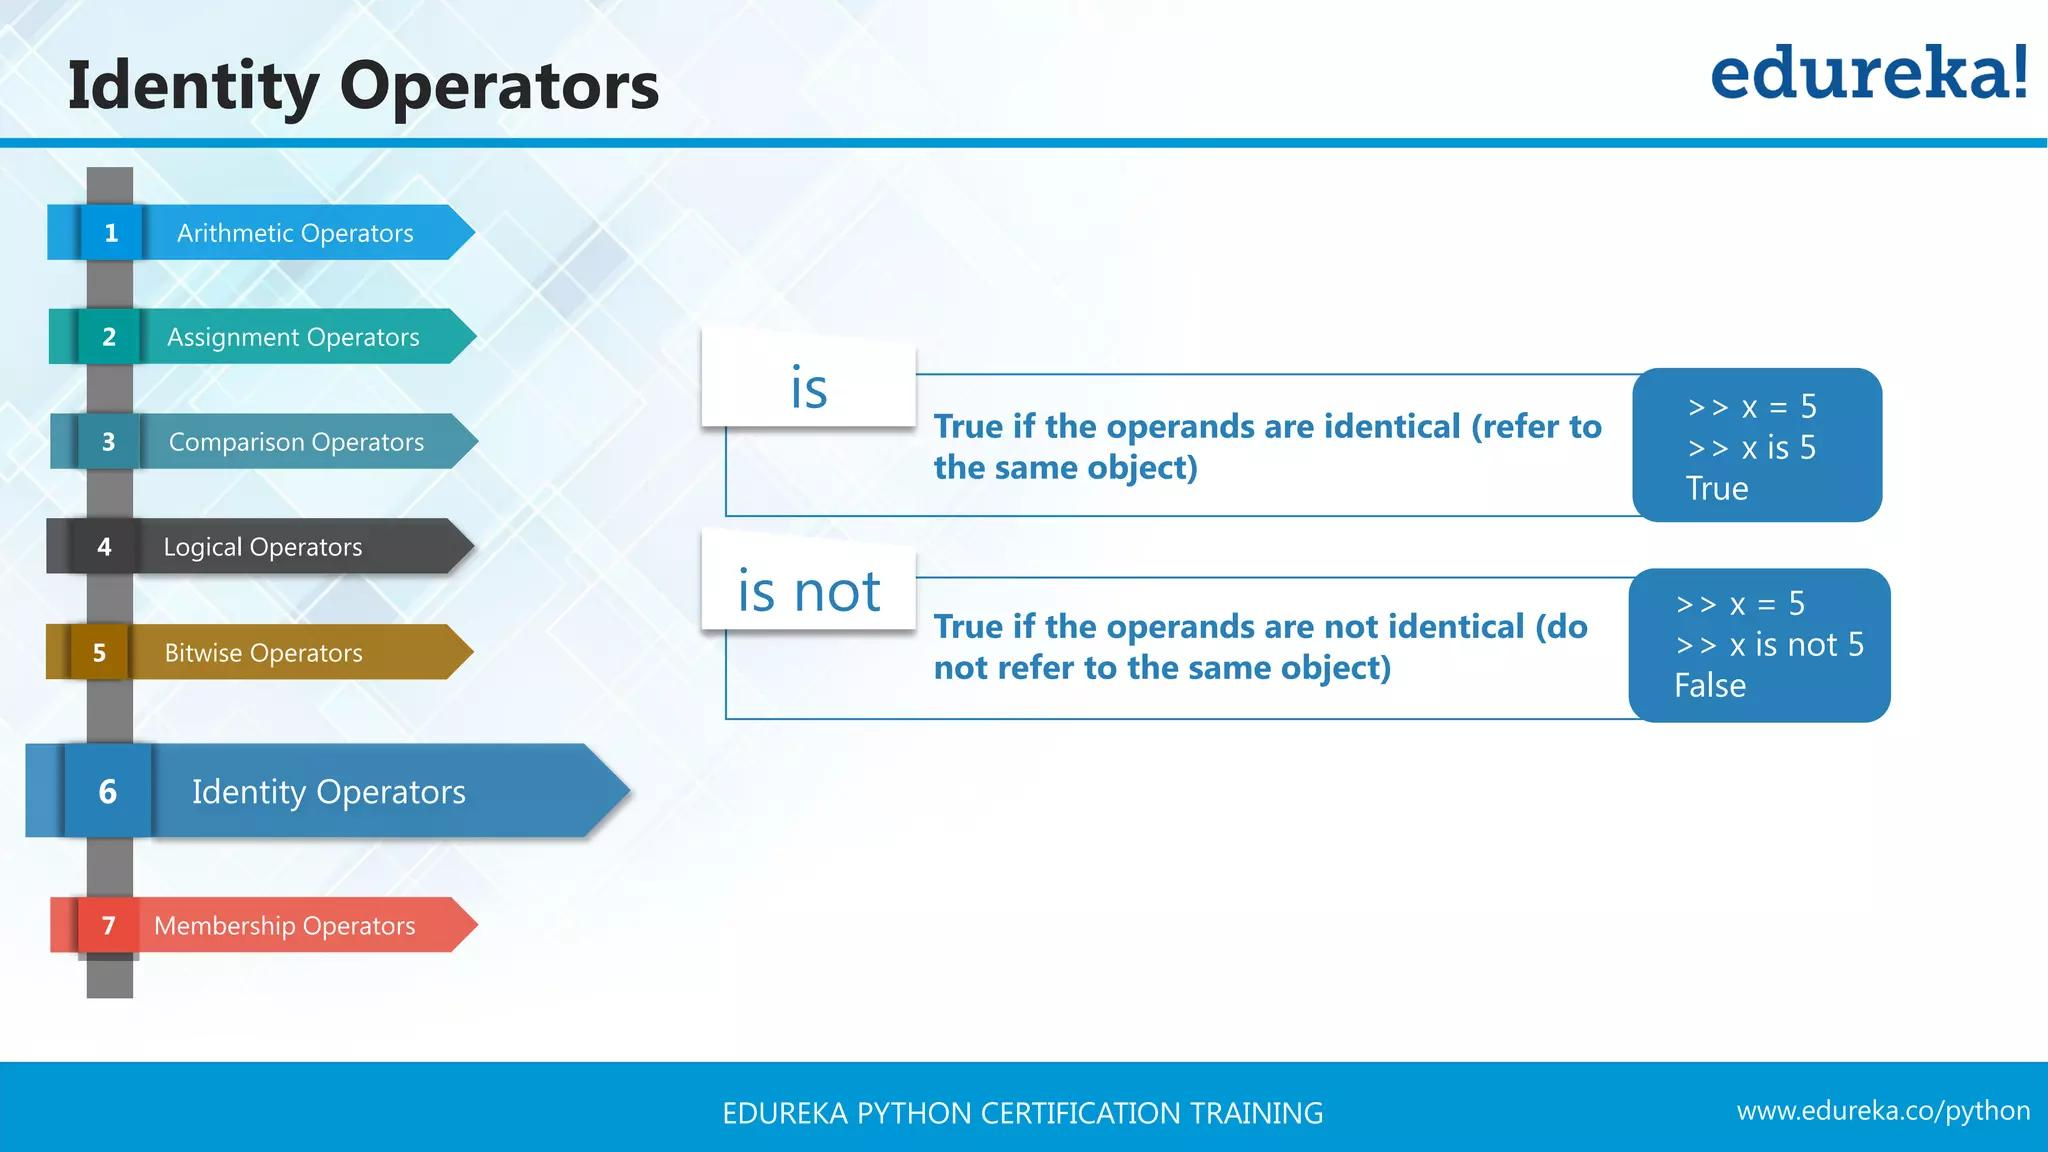 Identity Operators
edureka!
1 Arithmetic Operators
2 Assignment Operators
3 Comparison Operators
4 Logical Operators
5 Bitwise Operators
6 Identity Operators
7 Membership Operators
is
True if the operands are identical (refer to
the same object)
>> x = 5
>> x is 5
True
is not
True if the operands are not identical (do
not refer to the same object)
>> x = 5
>> x is not 5
False
EDUREKA PYTHON CERTIFICATION TRAINING
www.edureka.co/python